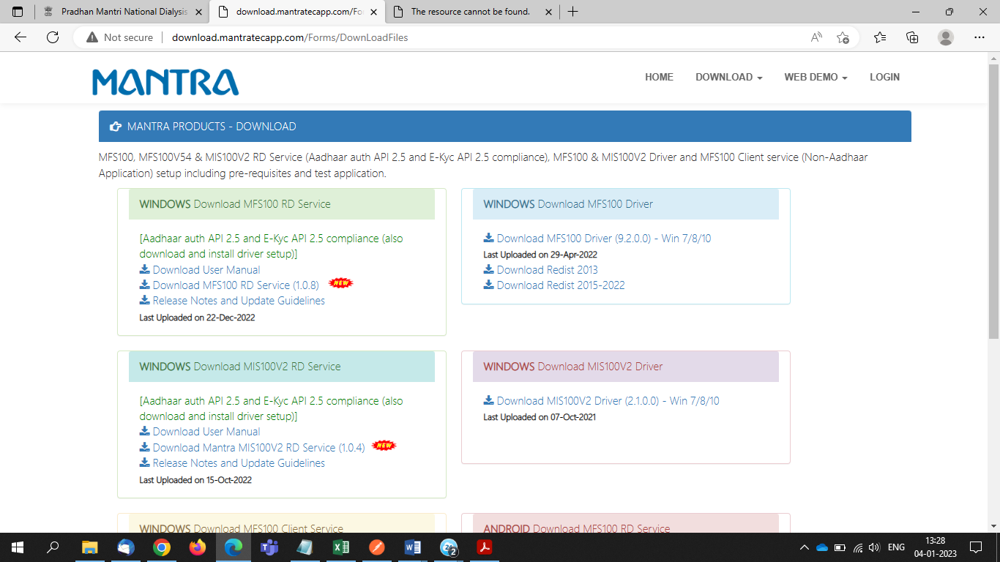 Pradhan Mantri National Dialysis
download.mantratecapp.com/For
The resource cannot be found.
Not secure
download.mantratecapp.com/Forms/DownLoadFiles
MANTRA
HOME
DOWNLOAD
WEB DEMO
LOGIN
MANTRA PRODUCTS - DOWNLOAD
MFS100, MFS100V54 & MIS100V2 RD Service (Aadhaar auth API 2.5 and E-Kyc API 2.5 compliance), MFS100 & MIS100V2 Driver and MFS100 Client service (Non-Aadhaar
Application) setup including pre-requisites and test application.
WINDOWS Download MFS100 RD Service
[Aadhaar auth API 2.5 and E-Kyc API 2.5 compliance (also
download and install driver setup)]
Download User Manual
Download MFS100 RD Service (1.0.8) NEW
Release Notes and Update Guidelines
Last Uploaded on 22-Dec-2022
WINDOWS Download MFS100 Driver
Download MFS100 Driver (9.2.0.0) - Win 7/8/10
Last Uploaded on 29-Apr-2022
Download Redist 2013
Download Redist 2015-2022
WINDOWS Download MIS100V2 RD Service
[Aadhaar auth API 2.5 and E-Kyc API 2.5 compliance (also
download and install driver setup)]
Download User Manual
Download Mantra MIS100V2 RD Service (1.0.4) NEW
Release Notes and Update Guidelines
Last Uploaded on 15-Oct-2022
WINDOWS Download MIS100V2 Driver
Download MIS100V2 Driver (2.1.0.0) - Win 7/8/10
Last Uploaded on 07-Oct-2021
WINDOWS Download MFS100 Client Service
ANDROID Download MFS100 RD Service
ENG
13:28
04-01-2023